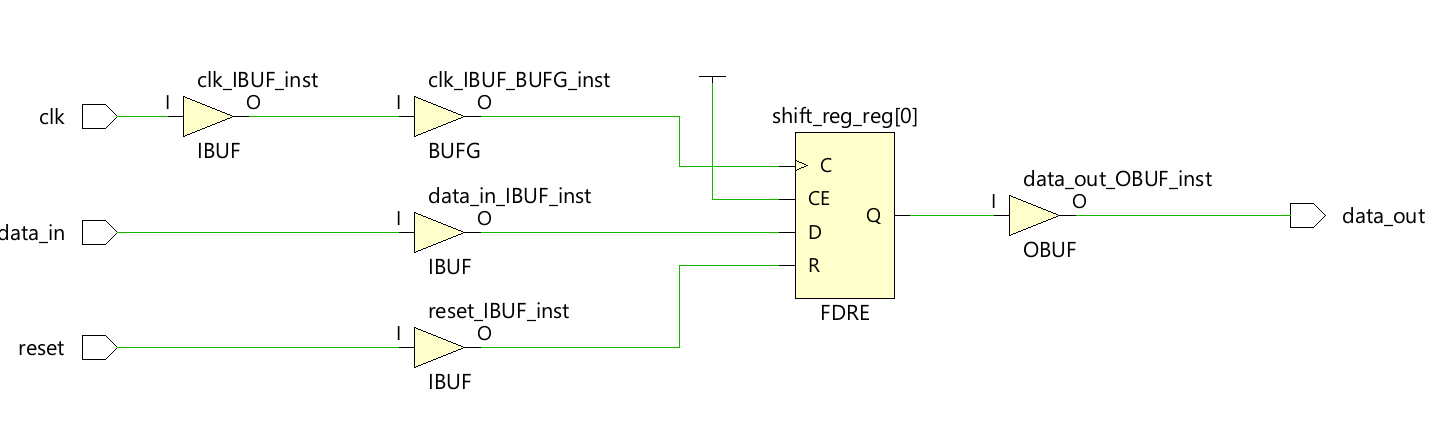 clk_IBUF_inst
clk_IBUF_BUFG_inst
clk
I
O
I
O
IBUF
BUFG
shift_reg_reg[0]
C
CE
D
R
Q
FDRE
data_in_IBUF_inst
data_in
I
O
IBUF
data_out_OBUF_inst
I
O
data_out
OBUF
reset_IBUF_inst
reset
I
O
IBUF